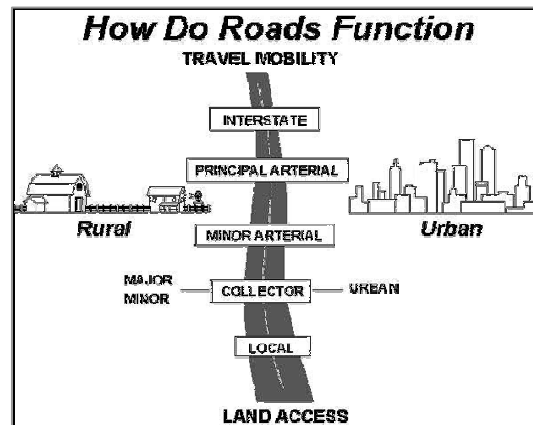 How Do Roads Function
TRAVEL MOBILITY
INTERSTATE
PRINCIPAL ARTERIAL
Rural
MINOR ARTERIAL
Urban
MAJOR
MINOR
COLLECTOR
URBAN
LOCAL
LAND ACCESS